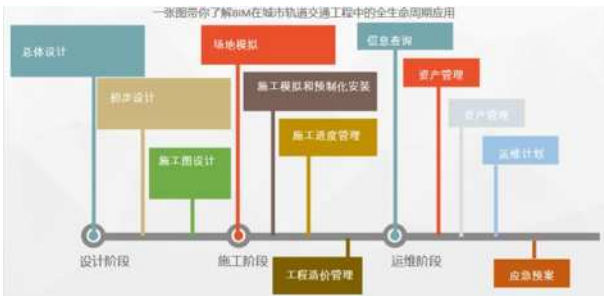 一张图带你了解BIM在城市轨道交通工程中的全生命周期应用
总体设计
初步设计
施工图设计
场地模拟
施工模拟和预制化安装
施工进度管理
信息查询
资产管理
资产管理
运维计划
设计阶段
施工阶段
运维阶段
工程造价管理
应急预案